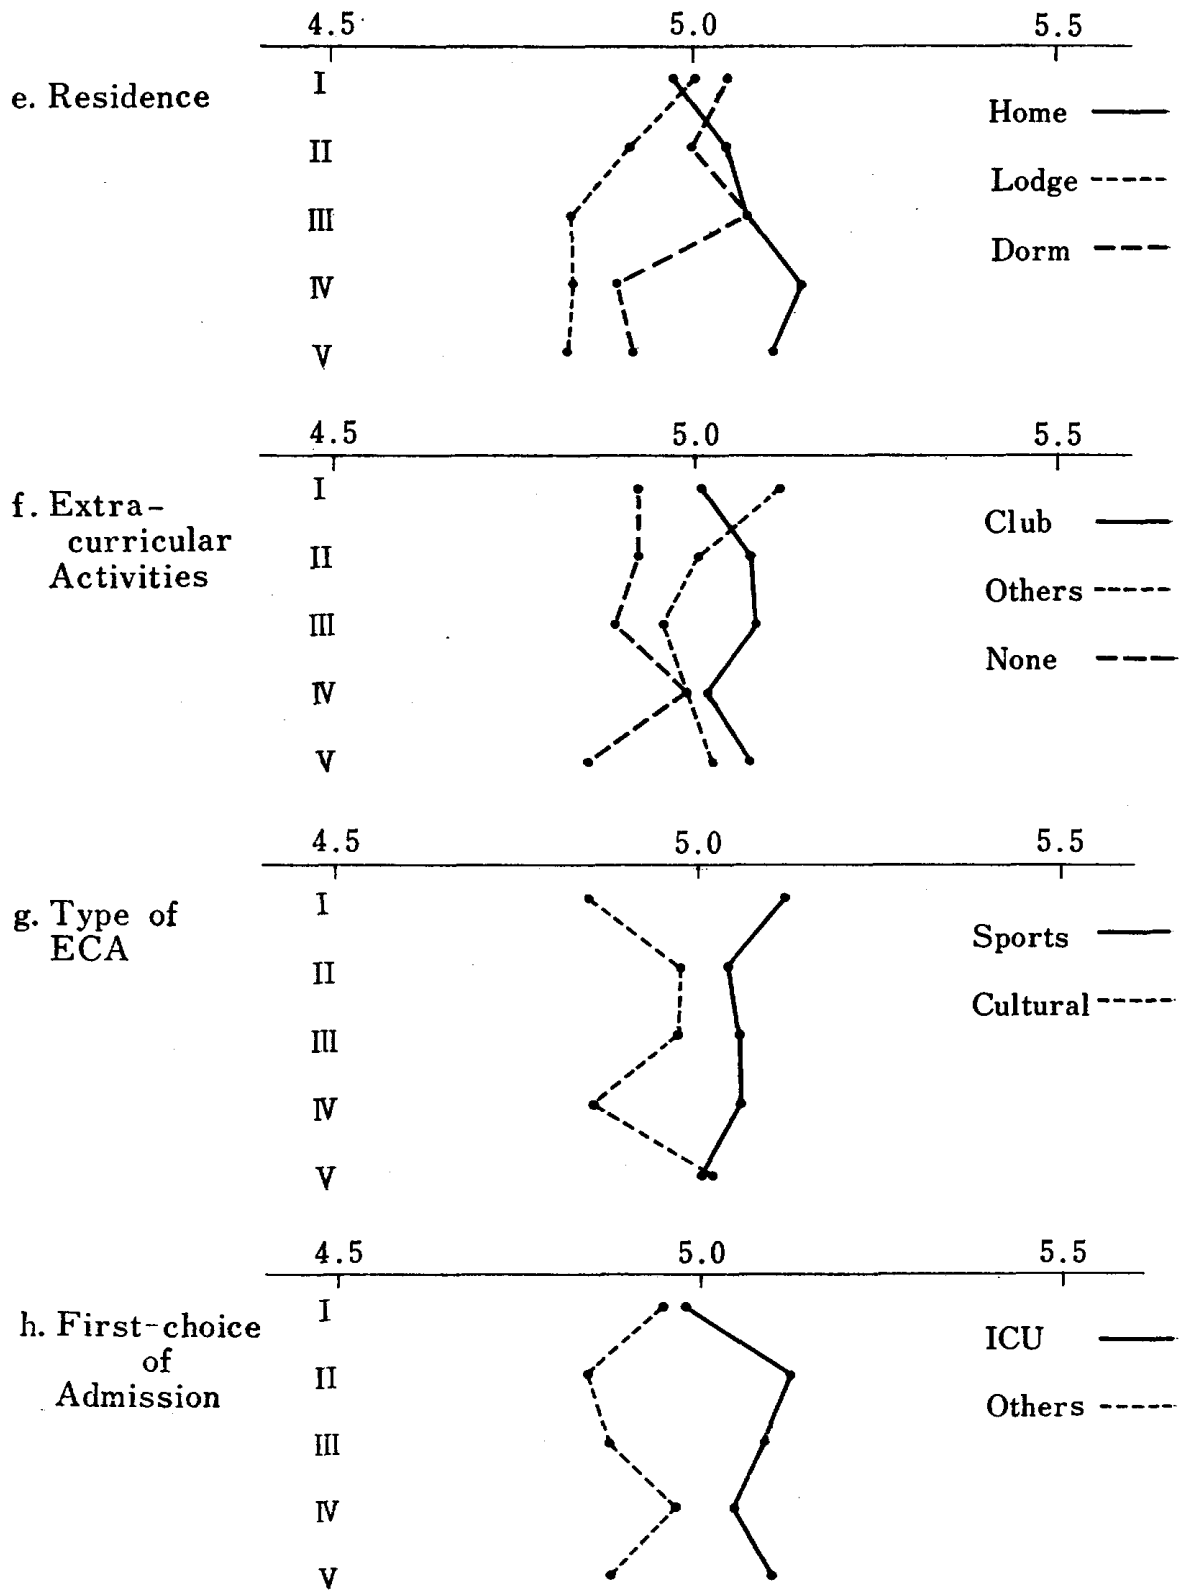 4.5 5.0 5.5
e. Residence
I
II
III
IV
V
Home
Lodge
Dorm
4.5 5.0 5.5
f. Extra-
curricular
Activities
I
II
III
IV
V
Club
Others
None
4.5 5.0 5.5
g. Type of
ECA
I
II
III
IV
V
Sports
Cultural
4.5 5.0 5.5
h. First-choice
of
Admission
I
II
III
IV
V
ICU
Others